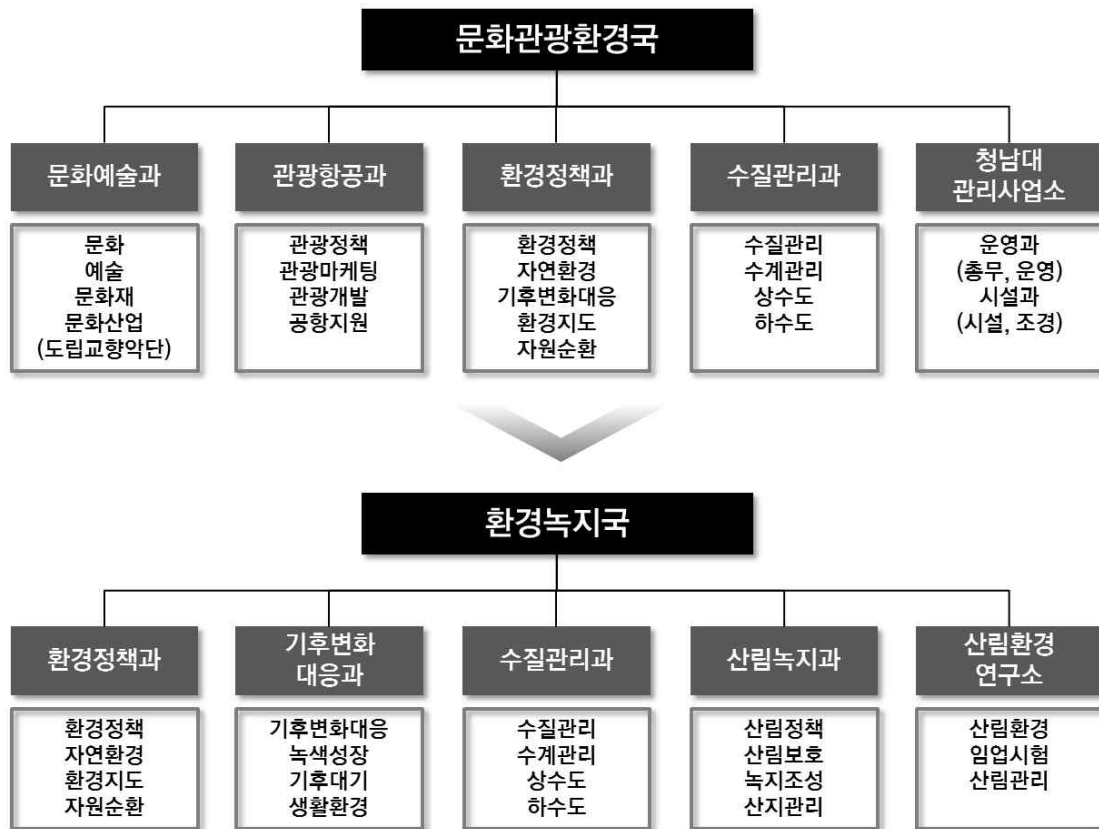 문화관광환경국
문화예술과
문화
예술
문화재
문화산업
(도립교향악단)
관광항공과
관광정책
관광마케팅
관광개발
공항지원
환경정책과
환경정책
자연환경
기후변화대응
환경지도
자원순환
수질관리과
수질관리
수계관리
상수도
하수도
청남대
관리사업소
운영과
(총무, 운영)
시설과
(시설, 조경)
환경녹지국
환경정책과
환경정책
자연환경
환경지도
자원순환
기후변화
대응과
기후변화대응
녹색성장
기후대기
생활환경
수질관리과
수질관리
수계관리
상수도
하수도
산림녹지과
산림정책
산림보호
녹지조성
산지관리
산림환경
연구소
산림환경
임업시험
산림관리